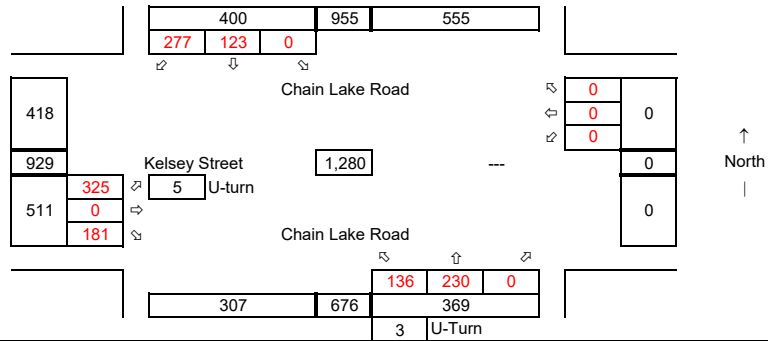 400 955 555
277 123 0
Chain Lake Road
418
0
0 0
0
929 Kelsey Street 1,280 --- 0 North
325 5 U-turn
511 0 0
181 Chain Lake Road
136 230 0
307 676 369
3 U-Turn